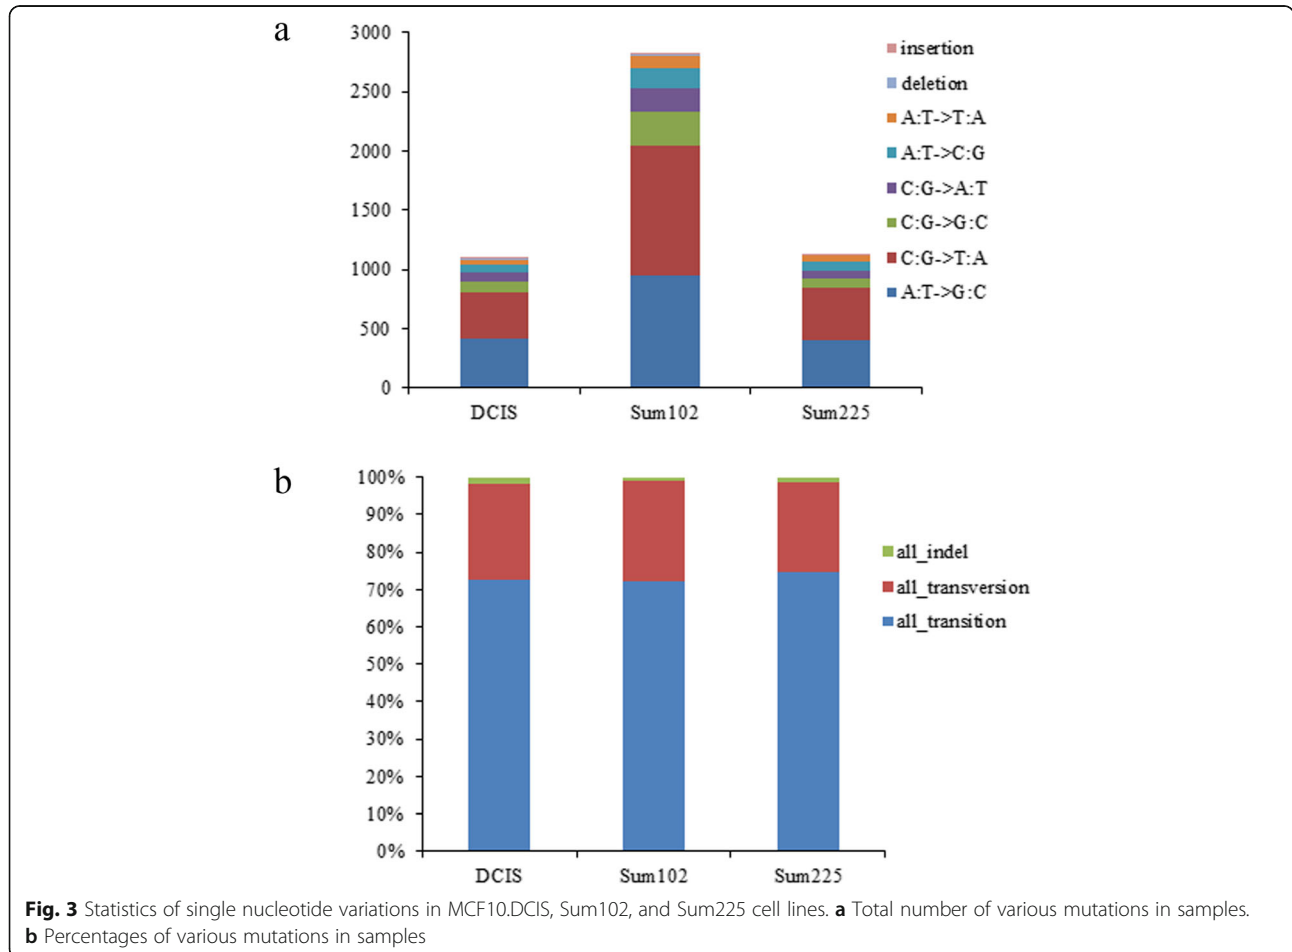 a
3000
2500
2000
1500
1000
500
0
DCIS
Sum102
Sum225
insertion
deletion
A:T->T:A
A:T->C:G
C:G->A:T
C:G->G:C
C:G->T:A
A:T->G:C
b
100%
90%
80%
70%
60%
50%
40%
30%
20%
10%
0%
DCIS
Sum102
Sum225
all_indel
all_transversion
all_transition
Fig. 3 Statistics of single nucleotide variations in MCF10.DCIS, Sum102, and Sum225 cell lines. a Total number of various mutations in samples.
b Percentages of various mutations in samples